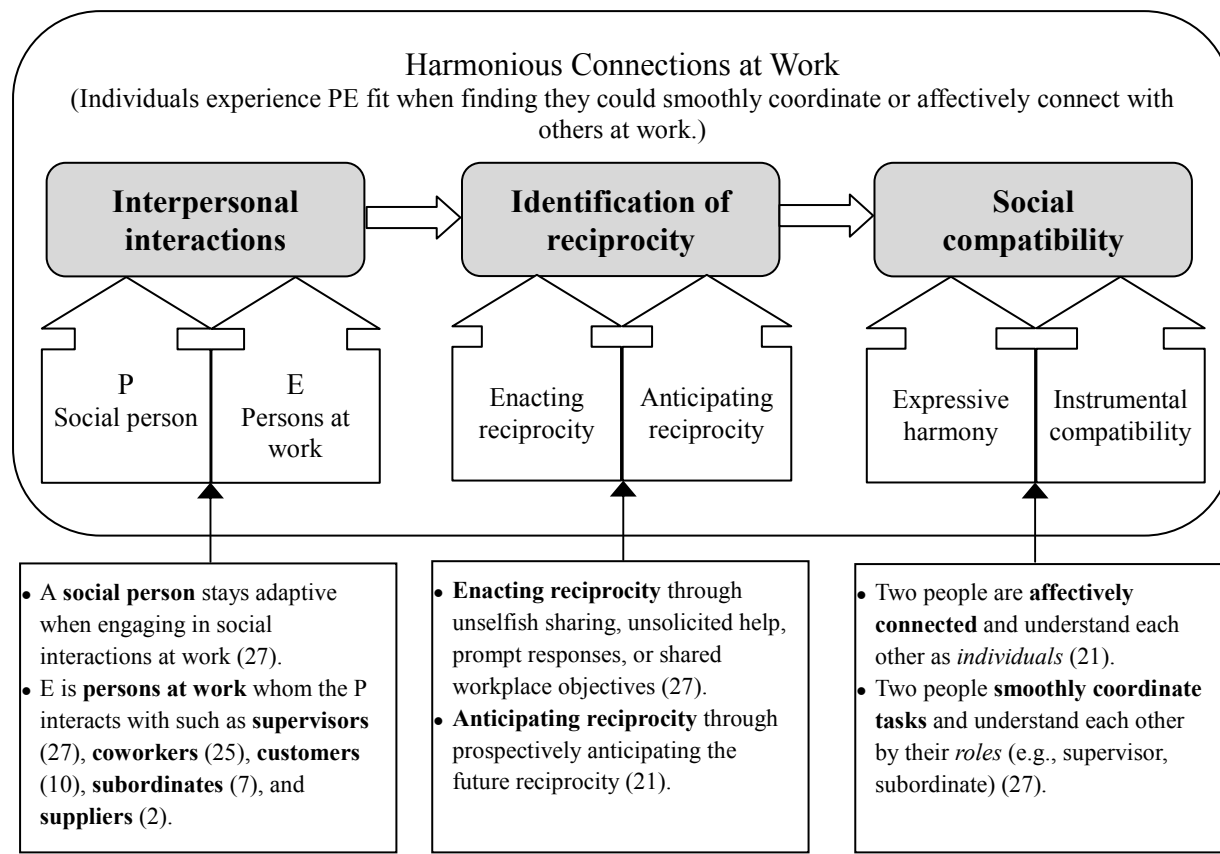 Harmonious Connections at Work
(Individuals experience PE fit when finding they could smoothly coordinate or affectively connect with
others at work.)
Interpersonal
interactions
Identification of
reciprocity
Social
compatibility
P
Social person
E
Persons at
work
Enacting
reciprocity
Anticipating
reciprocity
Expressive
harmony
Instrumental
compatibility
• A social person stays adaptive
when engaging in social
interactions at work (27).
• E is persons at work whom the P
interacts with such as supervisors
(27), coworkers (25), customers
(10), subordinates (7), and
suppliers (2).
• Enacting reciprocity through
unselfish sharing, unsolicited help,
prompt responses, or shared
workplace objectives (27).
• Anticipating reciprocity through
prospectively anticipating the
future reciprocity (21).
• Two people are affectively
connected and understand each
other as individuals (21).
• Two people smoothly coordinate
tasks and understand each other
by their roles (e.g., supervisor,
subordinate) (27).